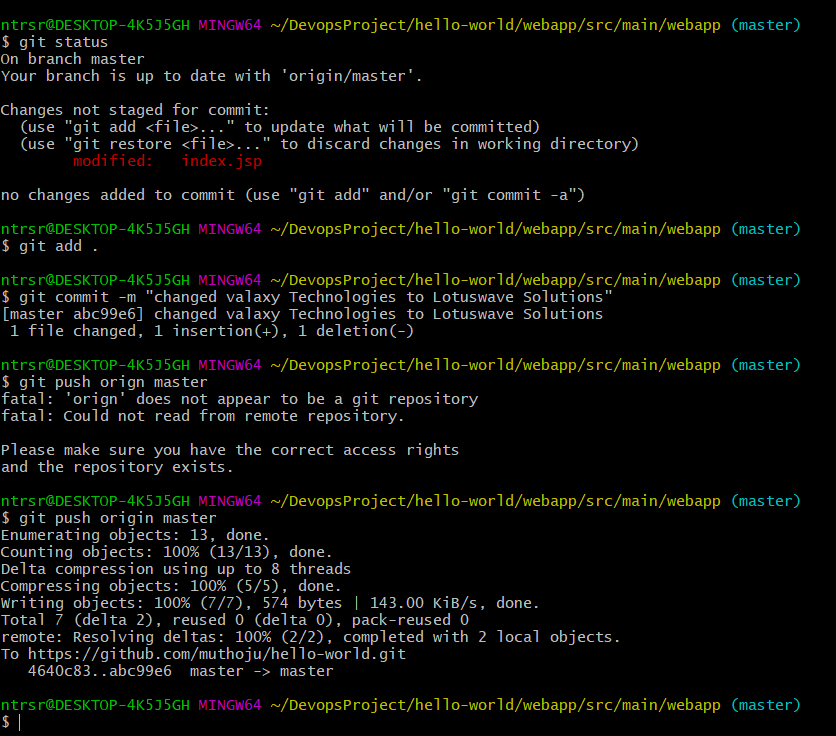 ntrsr@DESKTOP-4K5J5GH MINGW64 ~/DevopsProject/hello-world/webapp/src/main/webapp (master)
$ git status
On branch master
Your branch is up to date with 'origin/master'.
Changes not staged for commit:
(use "git add <file>..." to update what will be committed)
(use "git restore <file>..." to discard changes in working directory)
modified: index.jsp
no changes added to commit (use "git add" and/or "git commit -a")
ntrsr@DESKTOP-4K5J5GH MINGW64 ~/DevopsProject/hello-world/webapp/src/main/webapp (master)
$ git add .
ntrsr@DESKTOP-4K5J5GH MINGW64 ~/DevopsProject/hello-world/webapp/src/main/webapp (master)
$ git commit -m "changed valaxy Technologies to Lotuswave Solutions"
[master abc99e6] changed valaxy Technologies to Lotuswave Solutions
1 file changed, 1 insertion(+), 1 deletion(-)
ntrsr@DESKTOP-4K5J5GH MINGW64 ~/DevopsProject/hello-world/webapp/src/main/webapp (master)
$ git push orign master
fatal: 'orign' does not appear to be a git repository
fatal: Could not read from remote repository.
Please make sure you have the correct access rights
and the repository exists.
ntrsr@DESKTOP-4K5J5GH MINGW64 ~/DevopsProject/hello-world/webapp/src/main/webapp (master)
$ git push origin master
Enumerating objects: 13, done.
Counting objects: 100% (13/13), done.
Delta compression using up to 8 threads
Compressing objects: 100% (5/5), done.
Writing objects: 100% (7/7), 574 bytes | 143.00 KiB/s, done.
Total 7 (delta 2), reused 0 (delta 0), pack-reused 0
remote: Resolving deltas: 100% (2/2), completed with 2 local objects.
To https://github.com/muthoju/hello-world.git
4640c83..abc99e6 master -> master
ntrsr@DESKTOP-4K5J5GH MINGW64 ~/DevopsProject/hello-world/webapp/src/main/webapp (master)
$